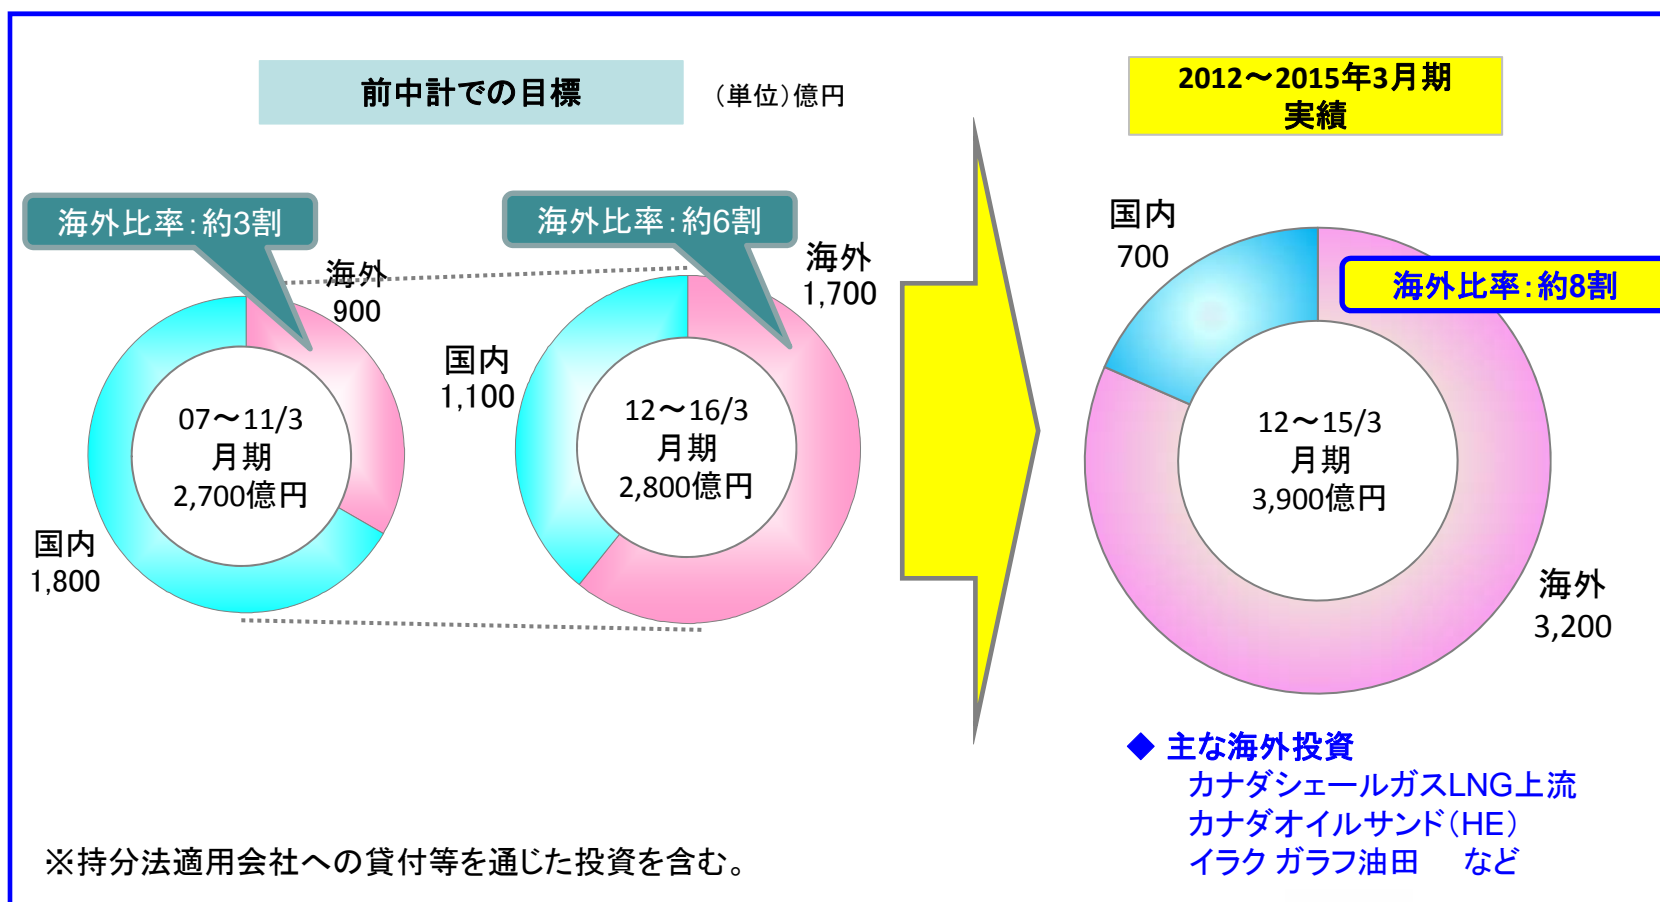 前中計での目標
（単位）億円
2012～2015年3月期
実績
海外比率：約3割
海外
900
07～11/3
月期
2,700億円
国内
1,800
海外比率：約6割
海外
1,700
国内
1,100
12～16/3
月期
2,800億円
国内
700
海外比率：約8割
12～15/3
月期
3,900億円
海外
3,200
◆ 主な海外投資
カナダシェールガスLNG上流
カナダオイルサンド（HE）
イラク ガラフ油田　など
※持分法適用会社への貸付等を通じた投資を含む。